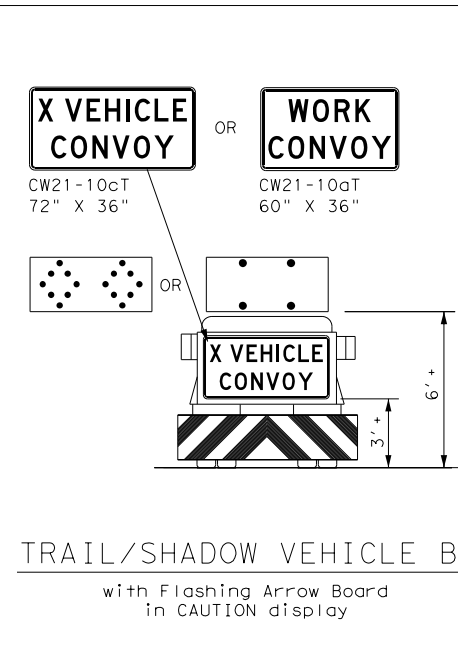 X VEHICLE
CONVOY
OR
WORK
CONVOY
CW21-10cT
72" X 36"
CW21-10aT
60" X 36"
OR
X VEHICLE
CONVOY
6'+
3'+
TRAIL/SHADOW VEHICLE B
with Flashing Arrow Board
in CAUTION display